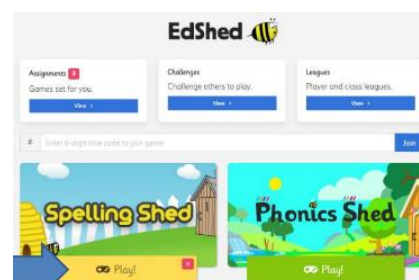 EdShed
Assignments
Challenges
Leagues
Games set for you.
Challenge others to play.
Player and class leagues.
View ›
View ›
View ›
# Enter 6-digit hive code to join game
Join
Spelling Shed
Phonics Shed
Play!
Play!